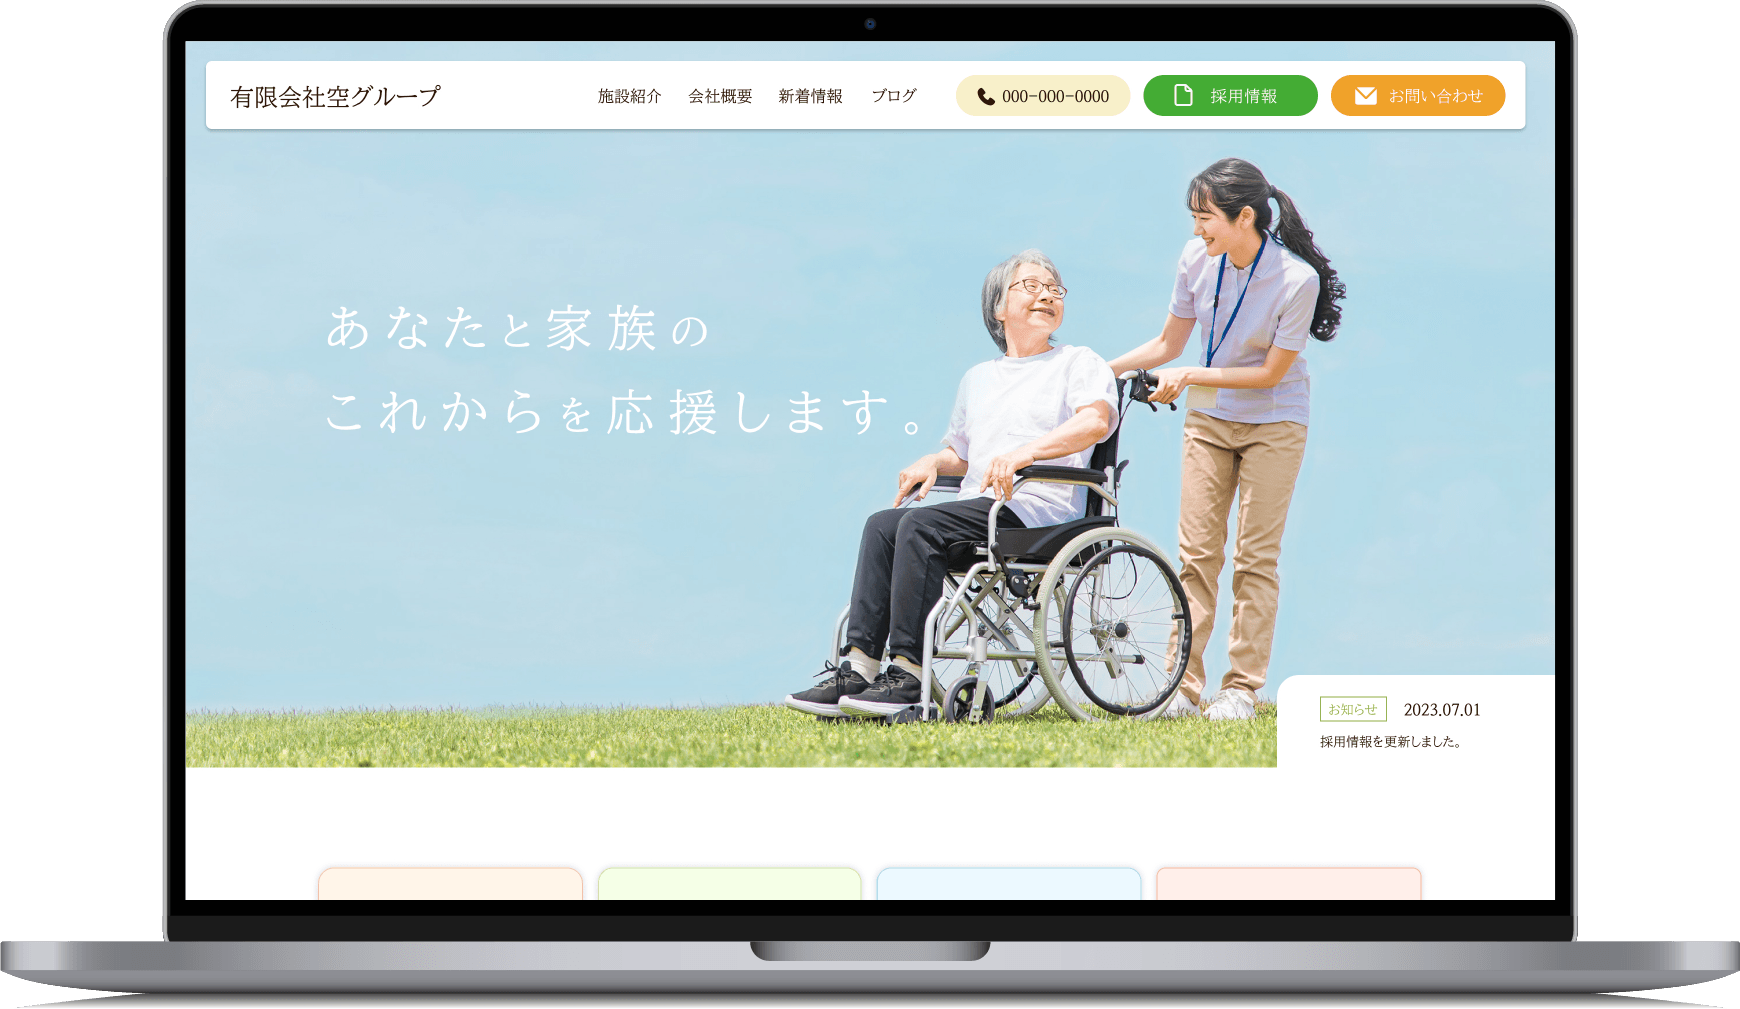 有限会社空グループ
施設紹介 会社概要 新着情報 ブログ 000-000-0000 採用情報 お問い合わせ
あなたと家族の
これからを応援します。
お知らせ 2023.07.01
採用情報を更新しました。